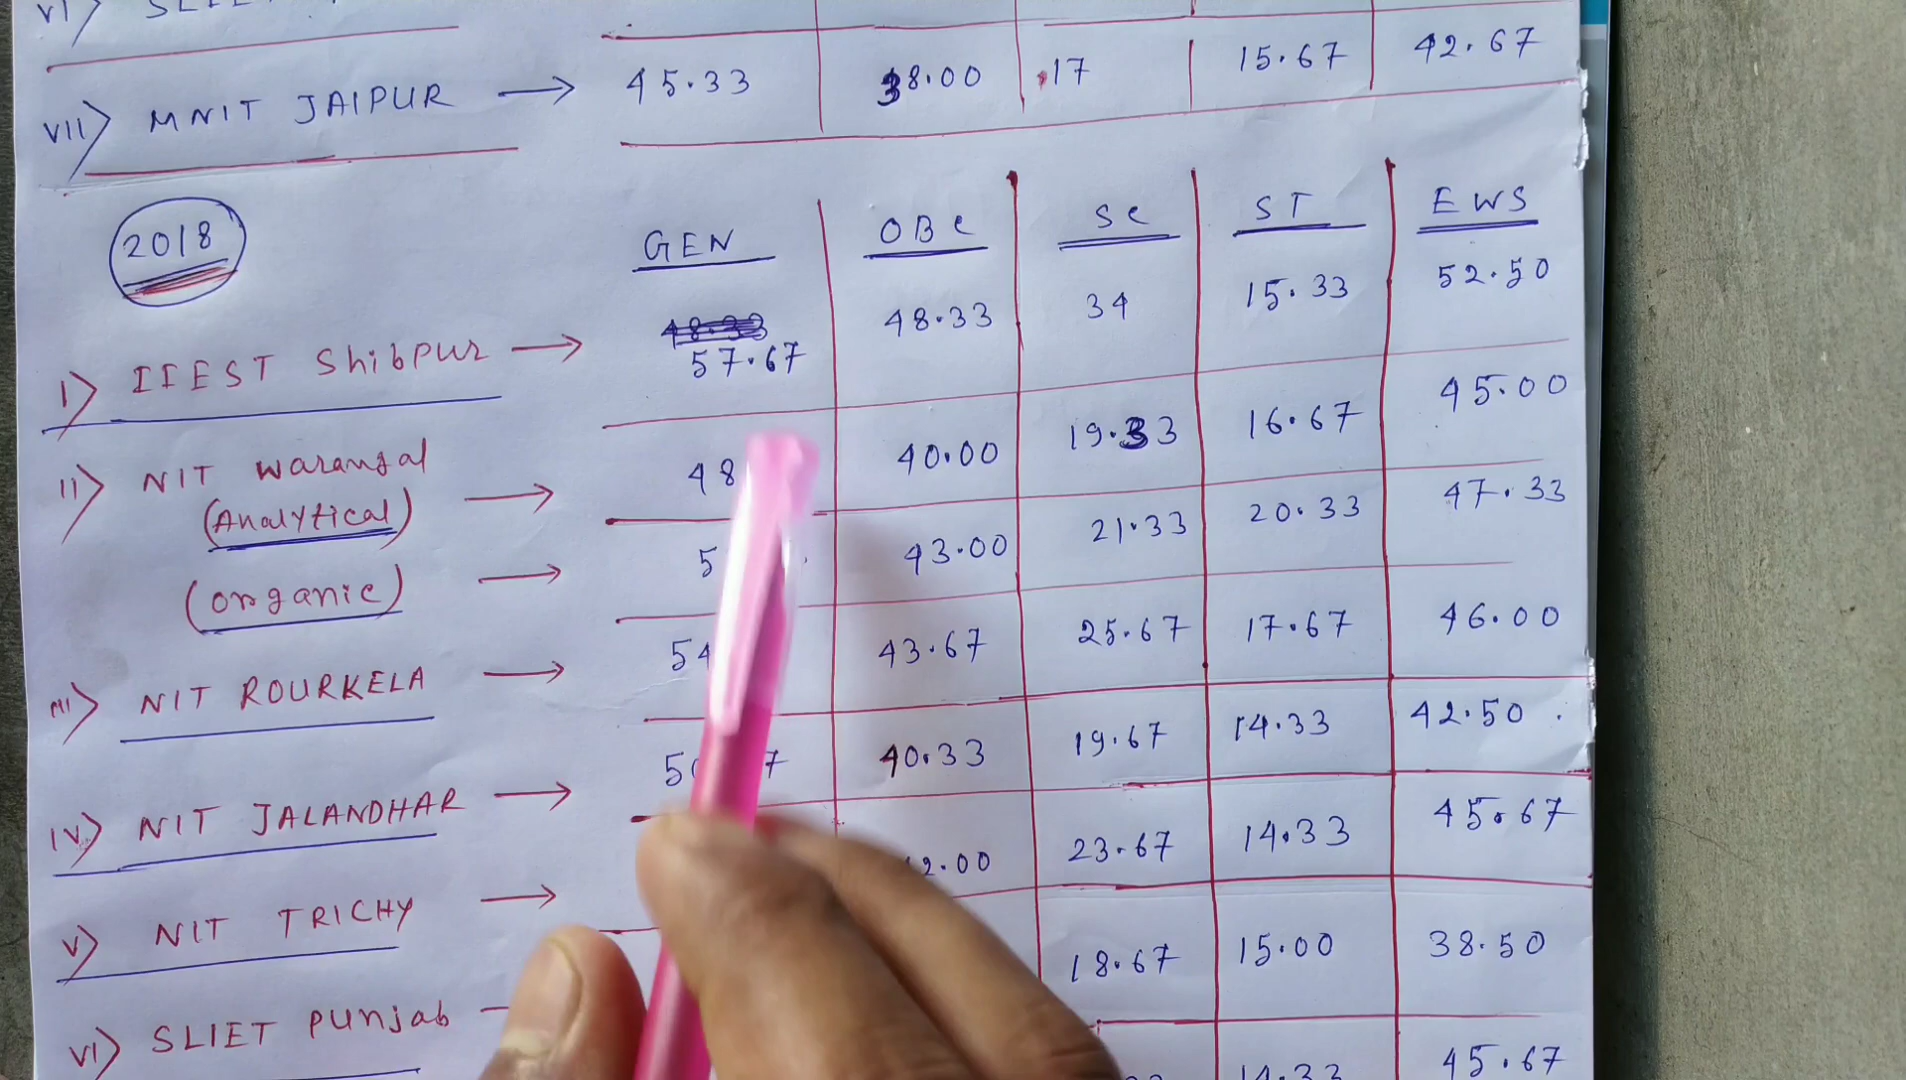 VII) MNIT JAIPUR → 45.33 38.00 17 15.67 42.67
2018 GEN OBC SC ST EWS
I) IIEST Shibpur → 57.67 48.33 34 15.33 52.50
II) NIT Warangal
(Analytical) → 48 40.00 19.33 16.67 45.00
(Organic) → 43.00 21.33 20.33 47.33
III) NIT ROURKELA → 43.67 25.67 17.67 46.00
IV) NIT JALANDHAR → 40.33 19.67 14.33 42.50
V) NIT TRICHY → 23.67 14.33 45.67
VI) SLIET Punjab 18.67 15.00 38.50
14.33 45.67